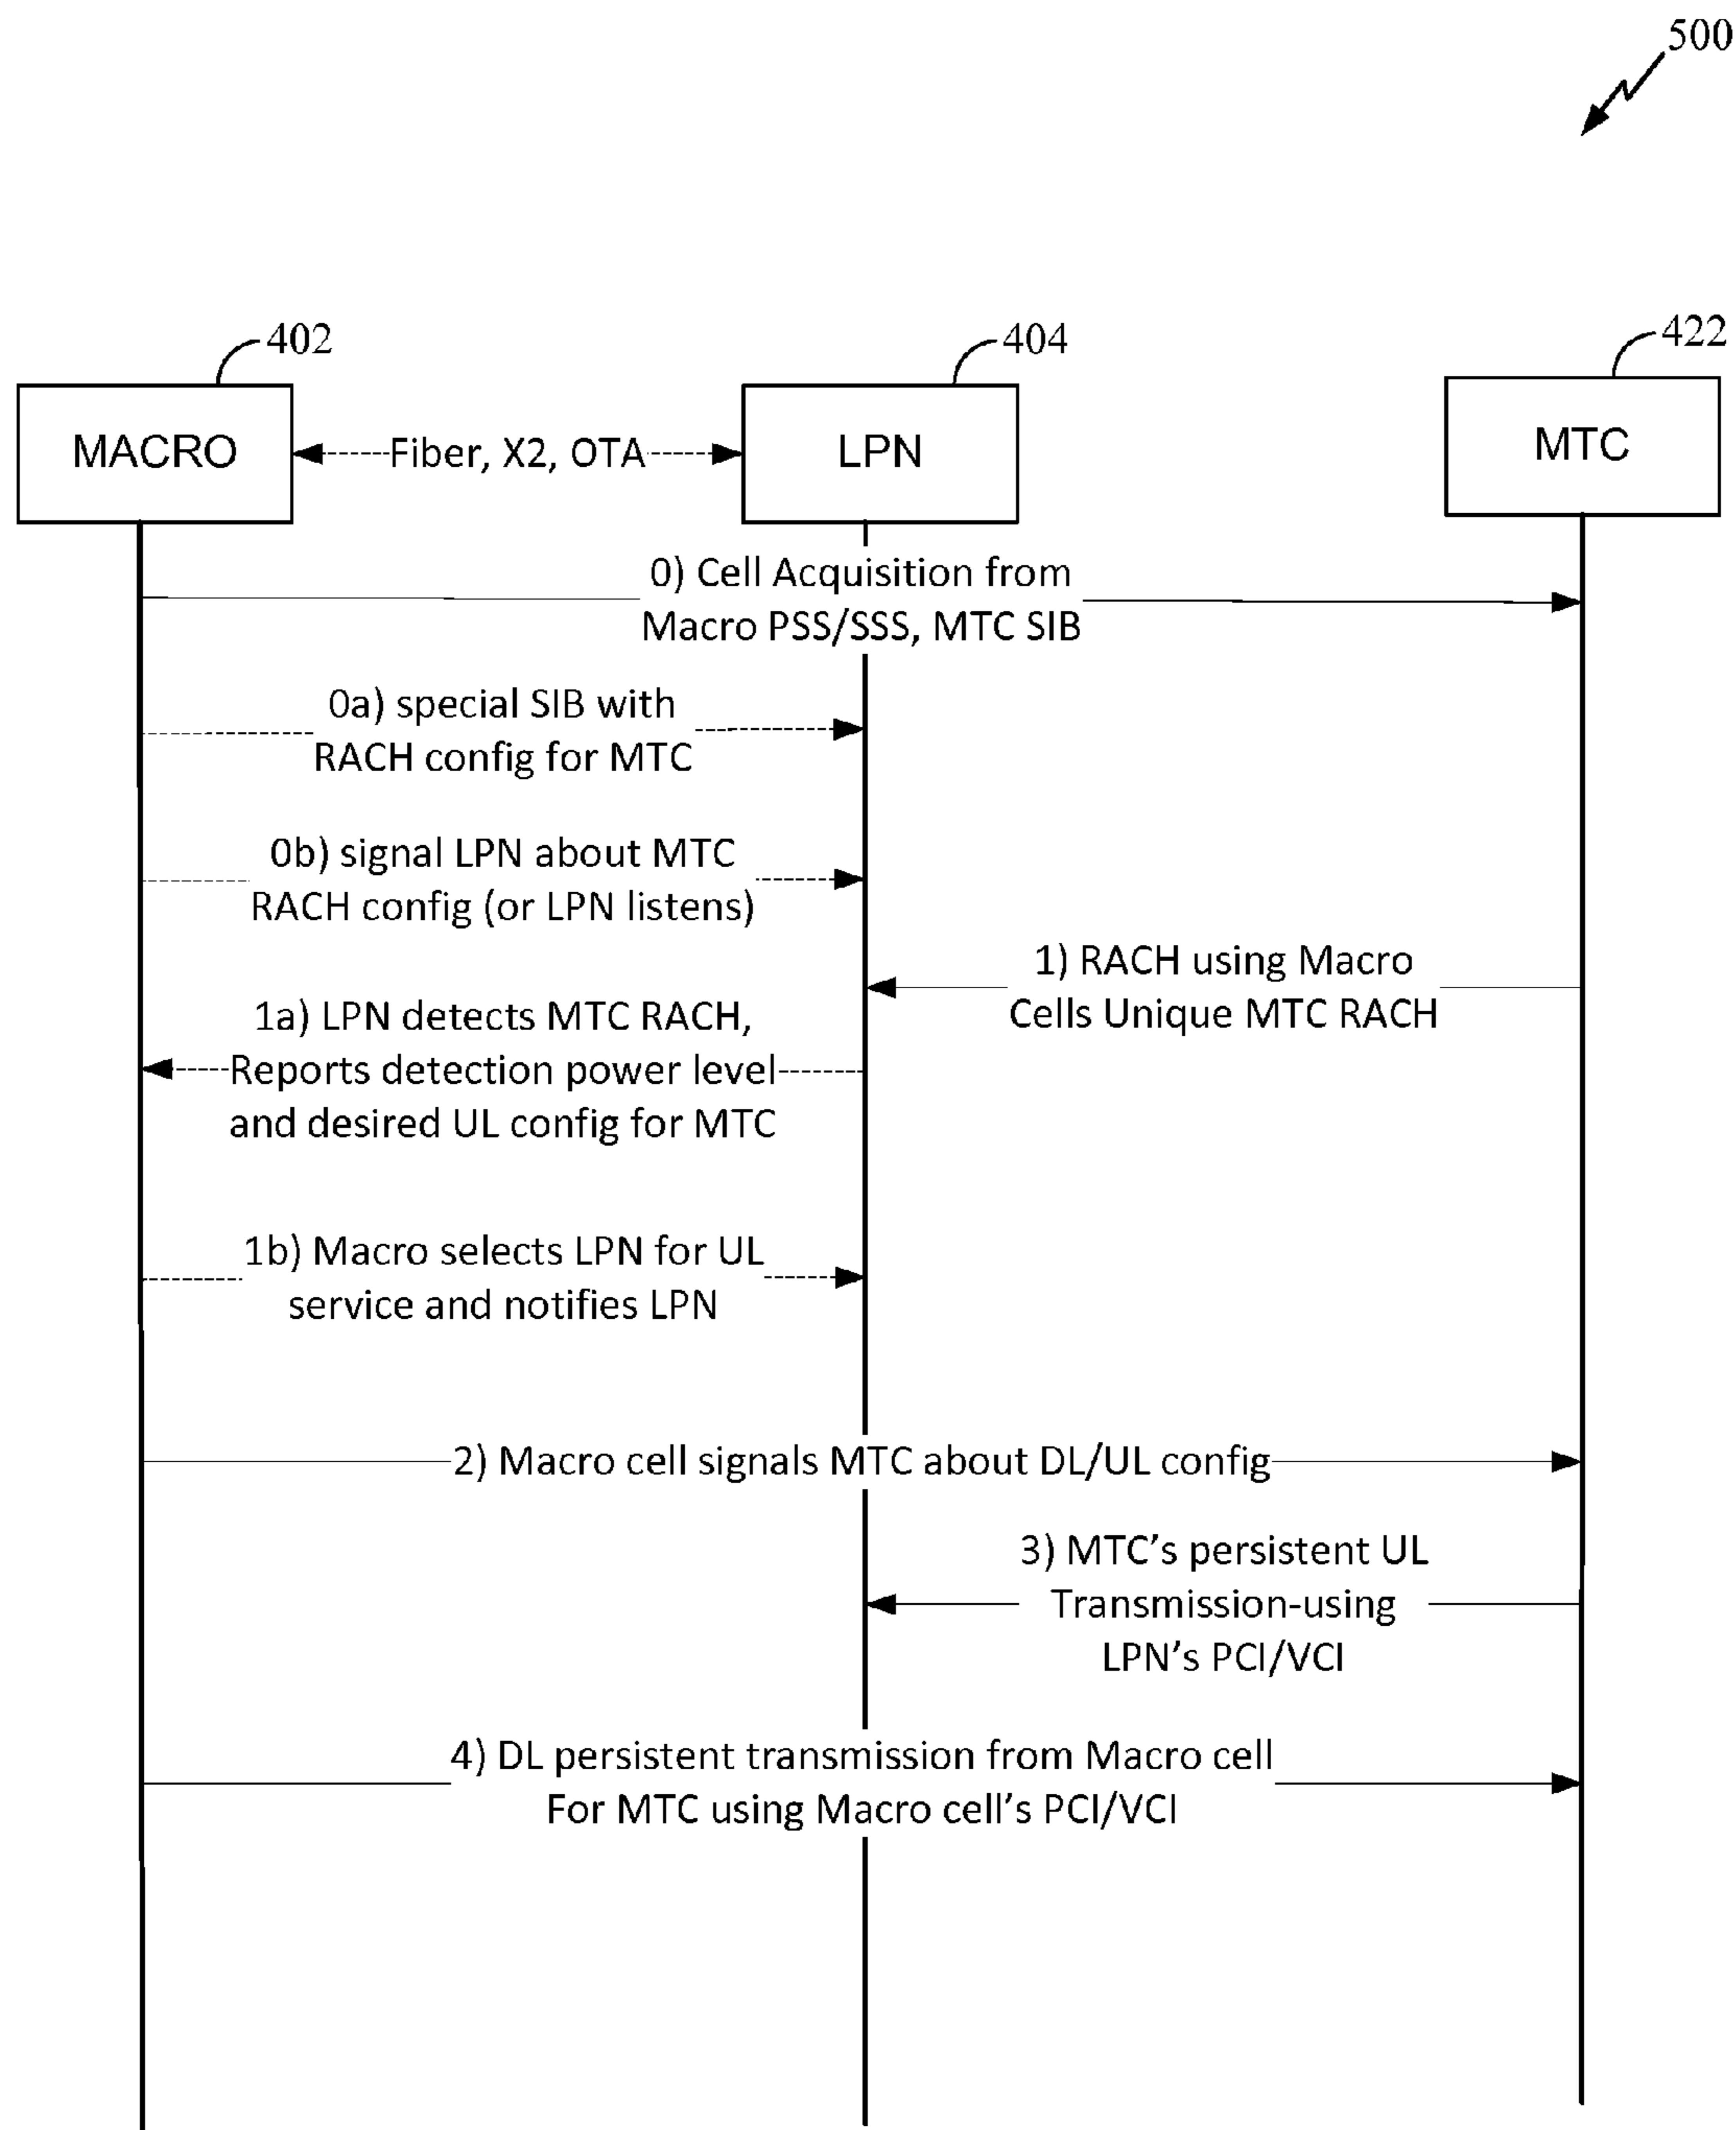 500
402
404
422
MACRO
Fiber, X2, OTA
LPN
MTC
0) Cell Acquisition from
Macro PSS/SSS, MTC SIB
0a) special SIB with
RACH config for MTC
0b) signal LPN about MTC
RACH config (or LPN listens)
1) RACH using Macro
Cells Unique MTC RACH
1a) LPN detects MTC RACH,
Reports detection power level
and desired UL config for MTC
1b) Macro selects LPN for UL
service and notifies LPN
2) Macro cell signals MTC about DL/UL config
3) MTC’s persistent UL
Transmission-using
LPN’s PCI/VCI
4) DL persistent transmission from Macro cell
For MTC using Macro cell’s PCI/VCI